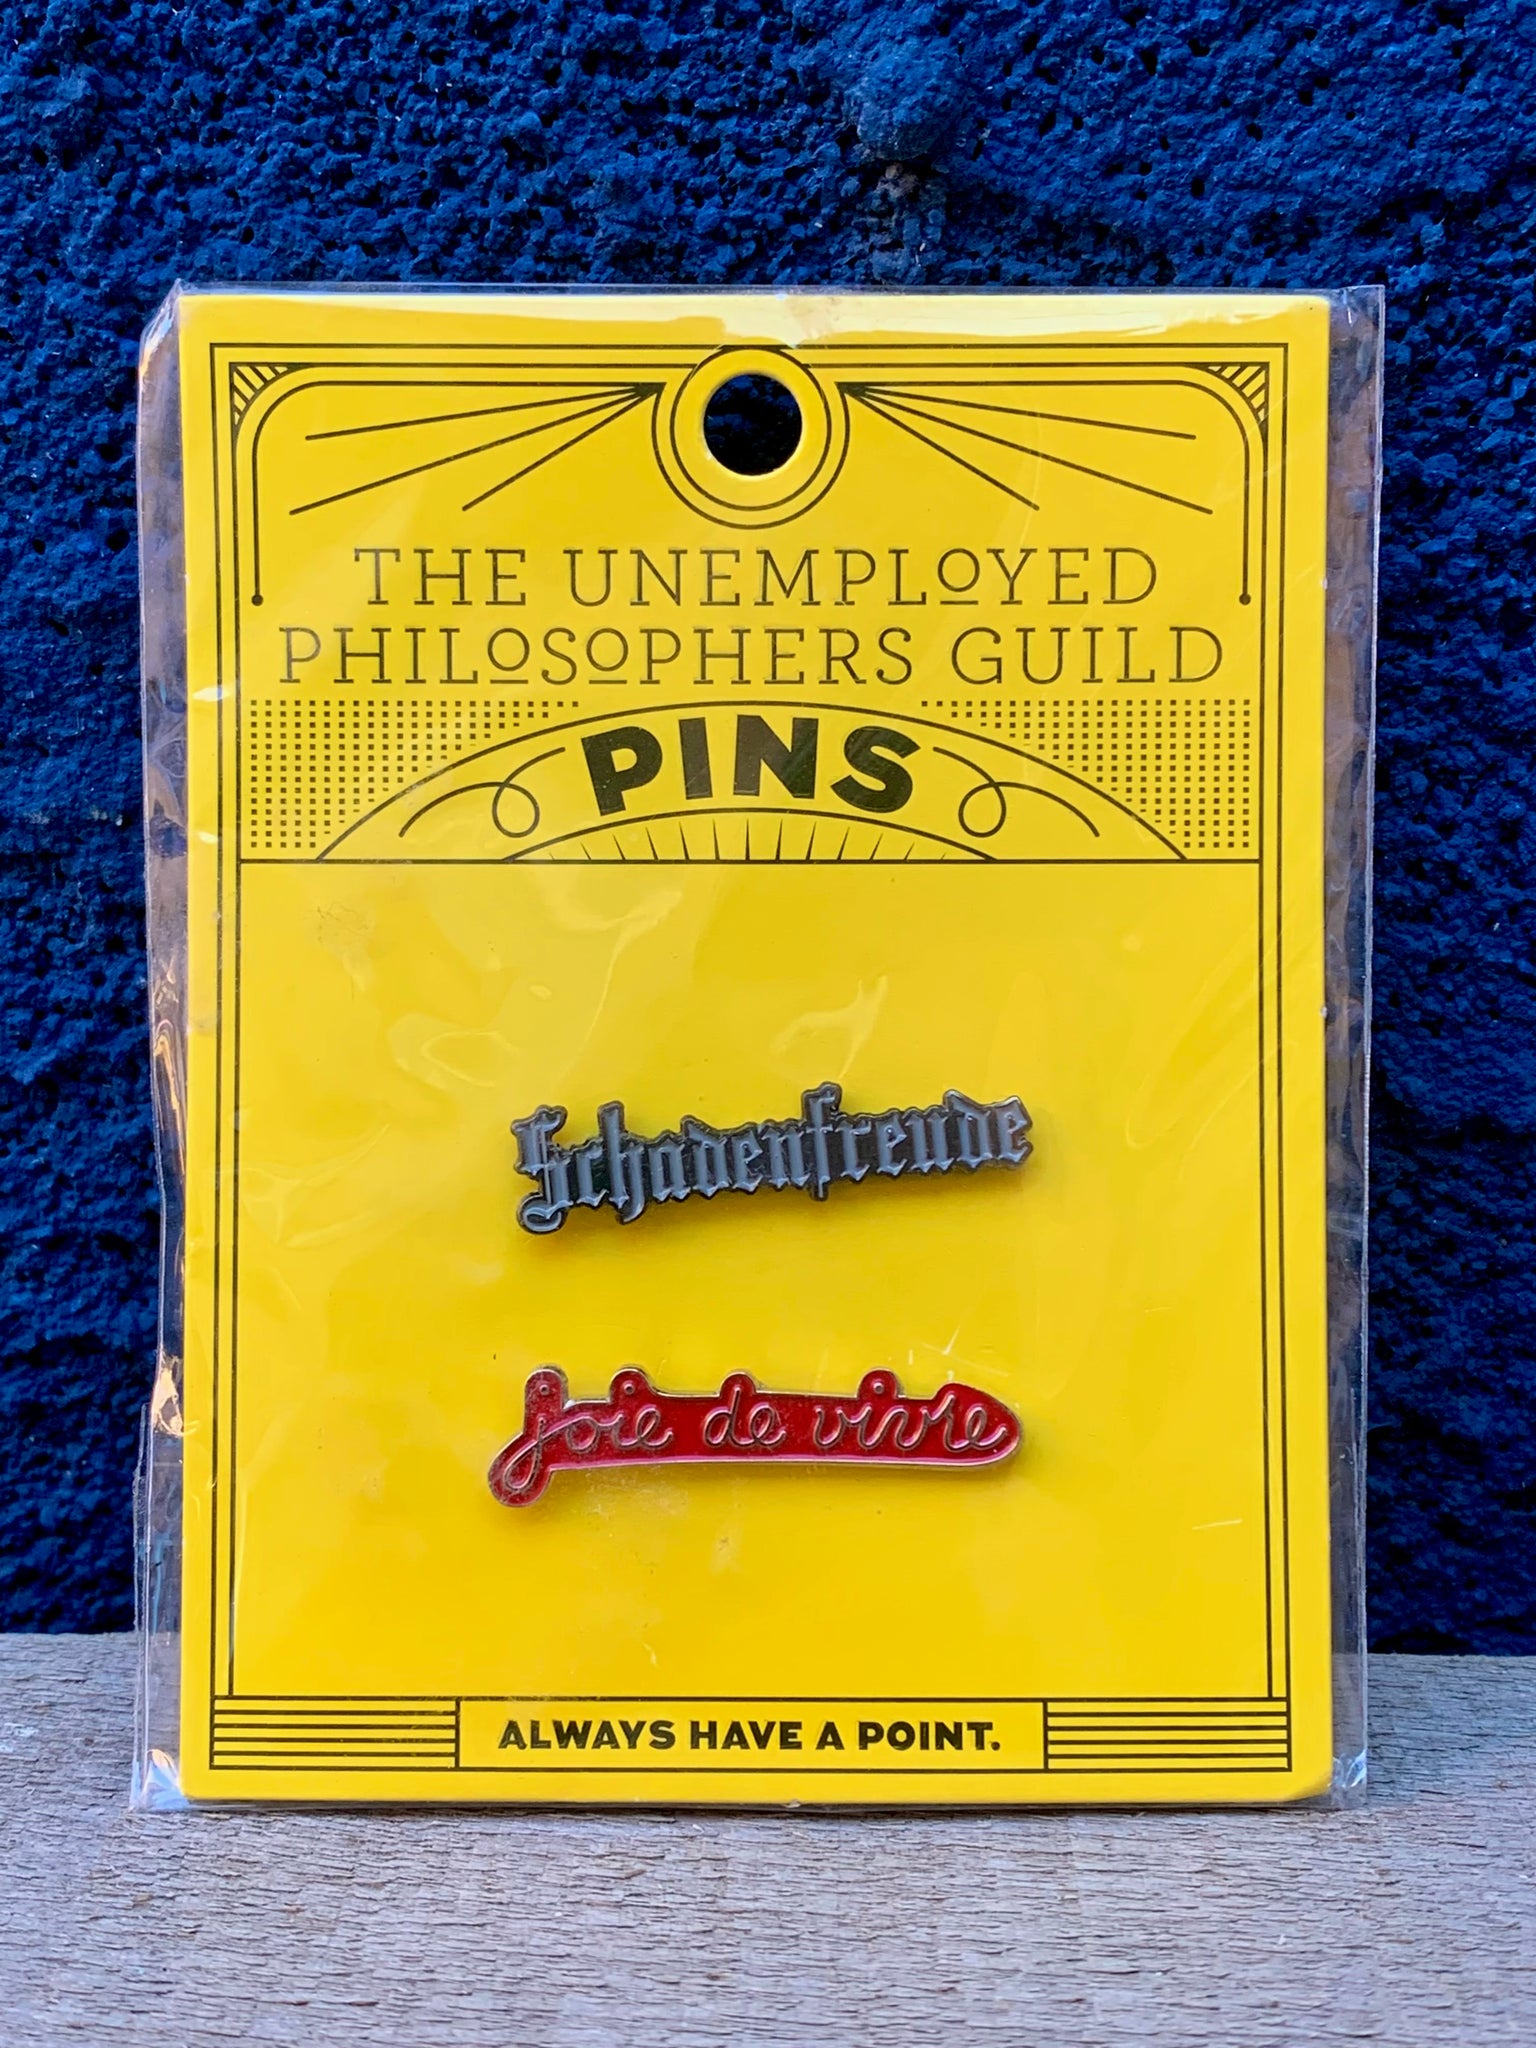 THE UNEMPLOYED
PHILOSOPHERS GUILD
PINS
Schadenfreude
joie de vivre
ALWAYS HAVE A POINT.